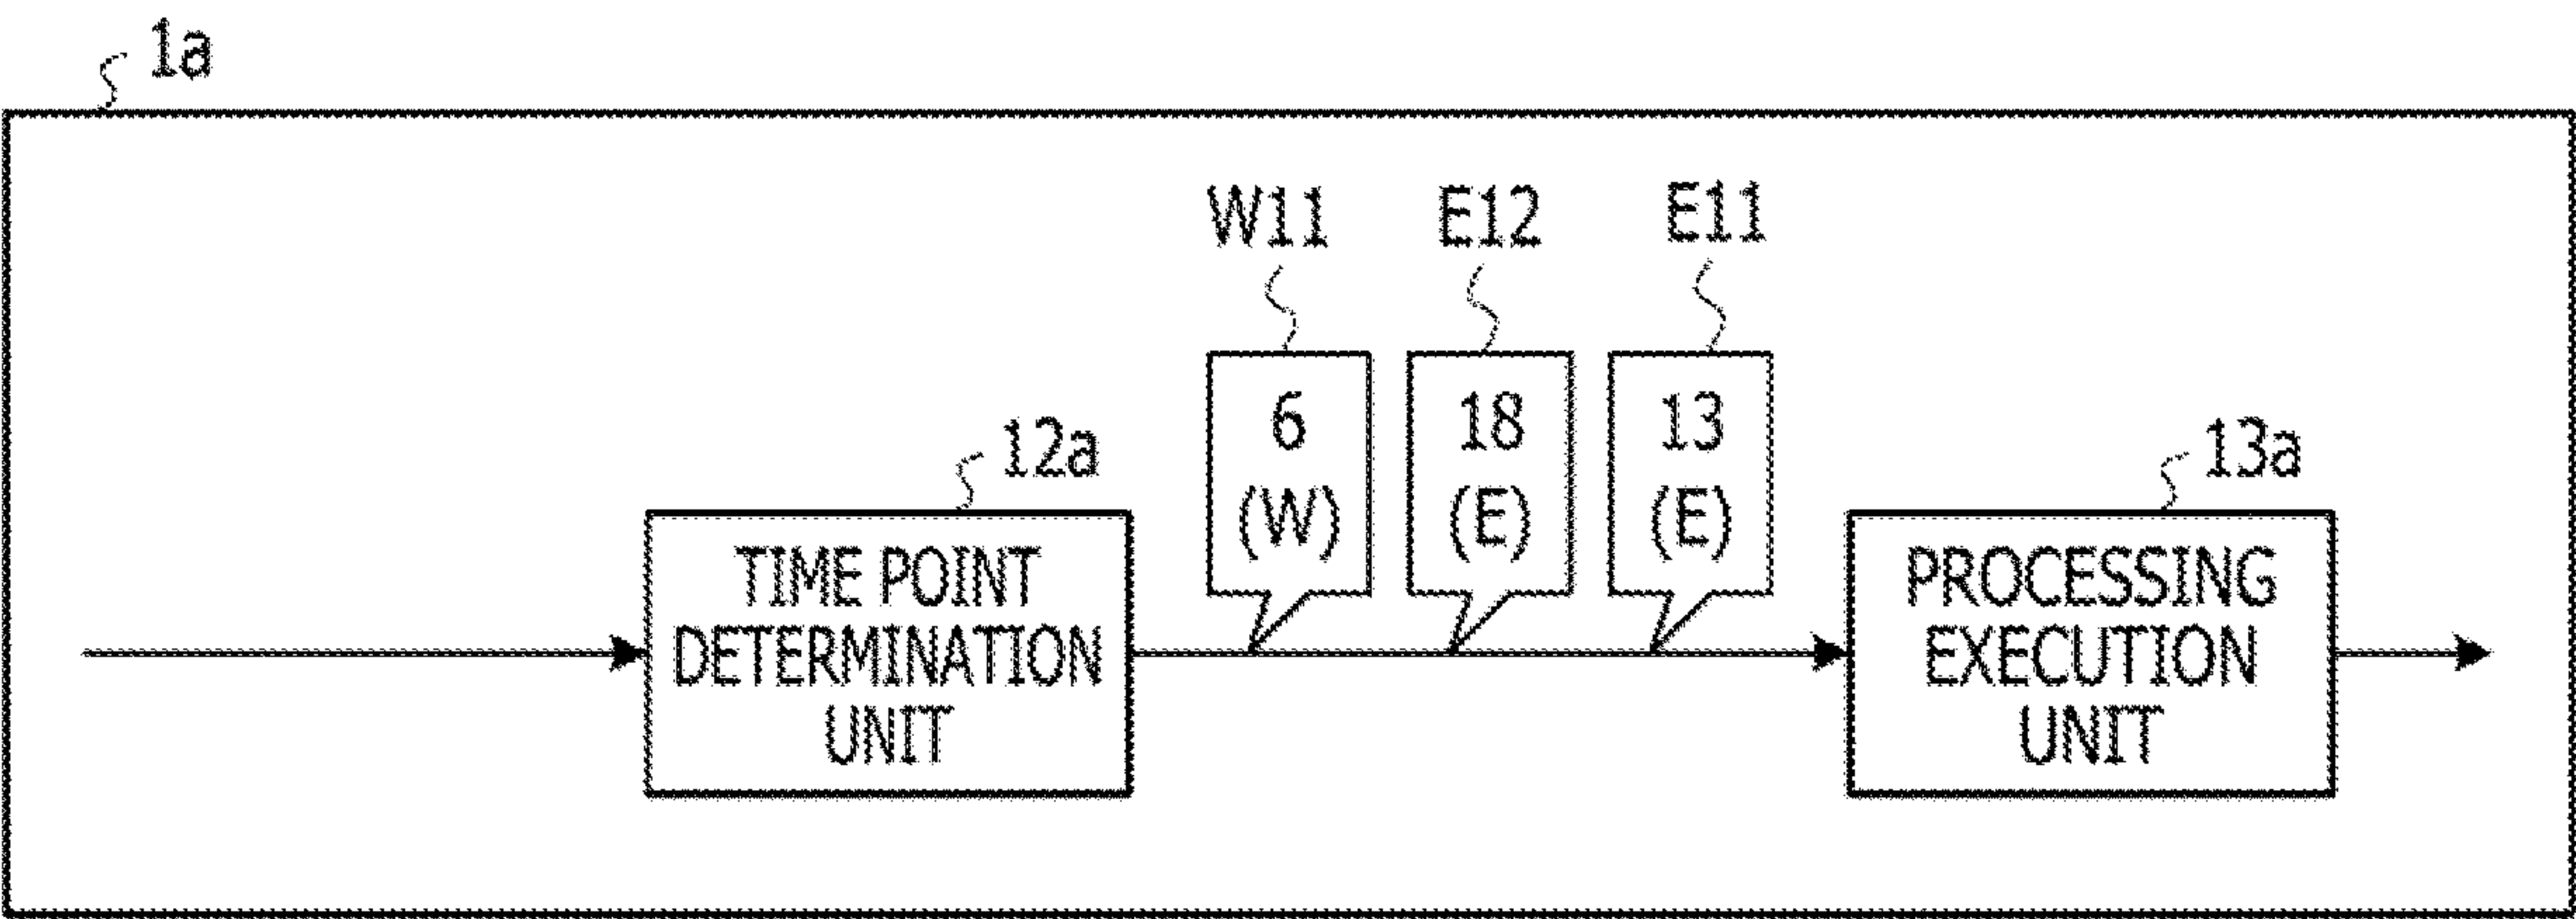 1a
W11
E12
E11
6
(W)
18
(E)
13
(E)
12a
13a
TIME POINT
DETERMINATION
UNIT
PROCESSING
EXECUTION
UNIT